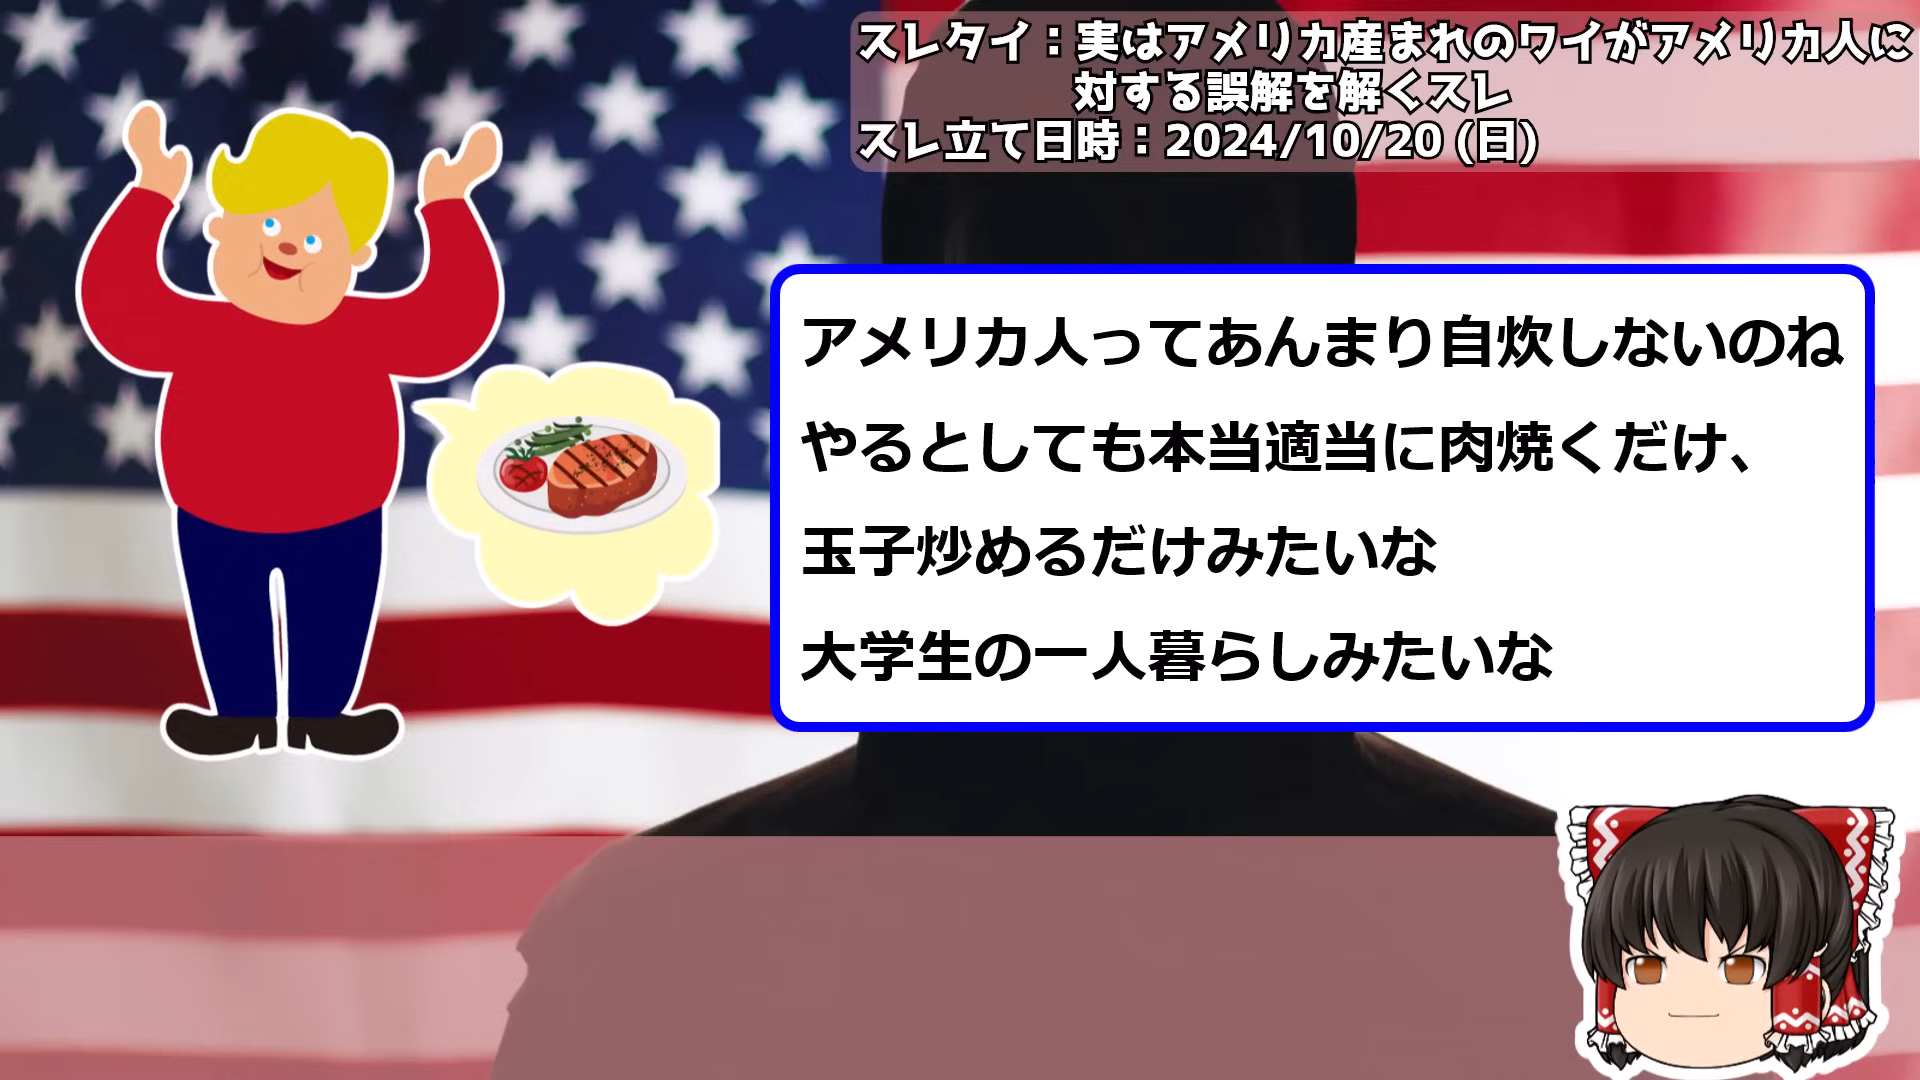 スレタイ：実はアメリカ産まれのワイがアメリカ人に
対する誤解を解くスレ
スレ立て日時：2024/10/20 (日)
アメリカ人ってあんまり自炊しないのね
やるとしても本当適当に肉焼くだけ、
玉子炒めるだけみたいな
大学生の一人暮らしみたいな